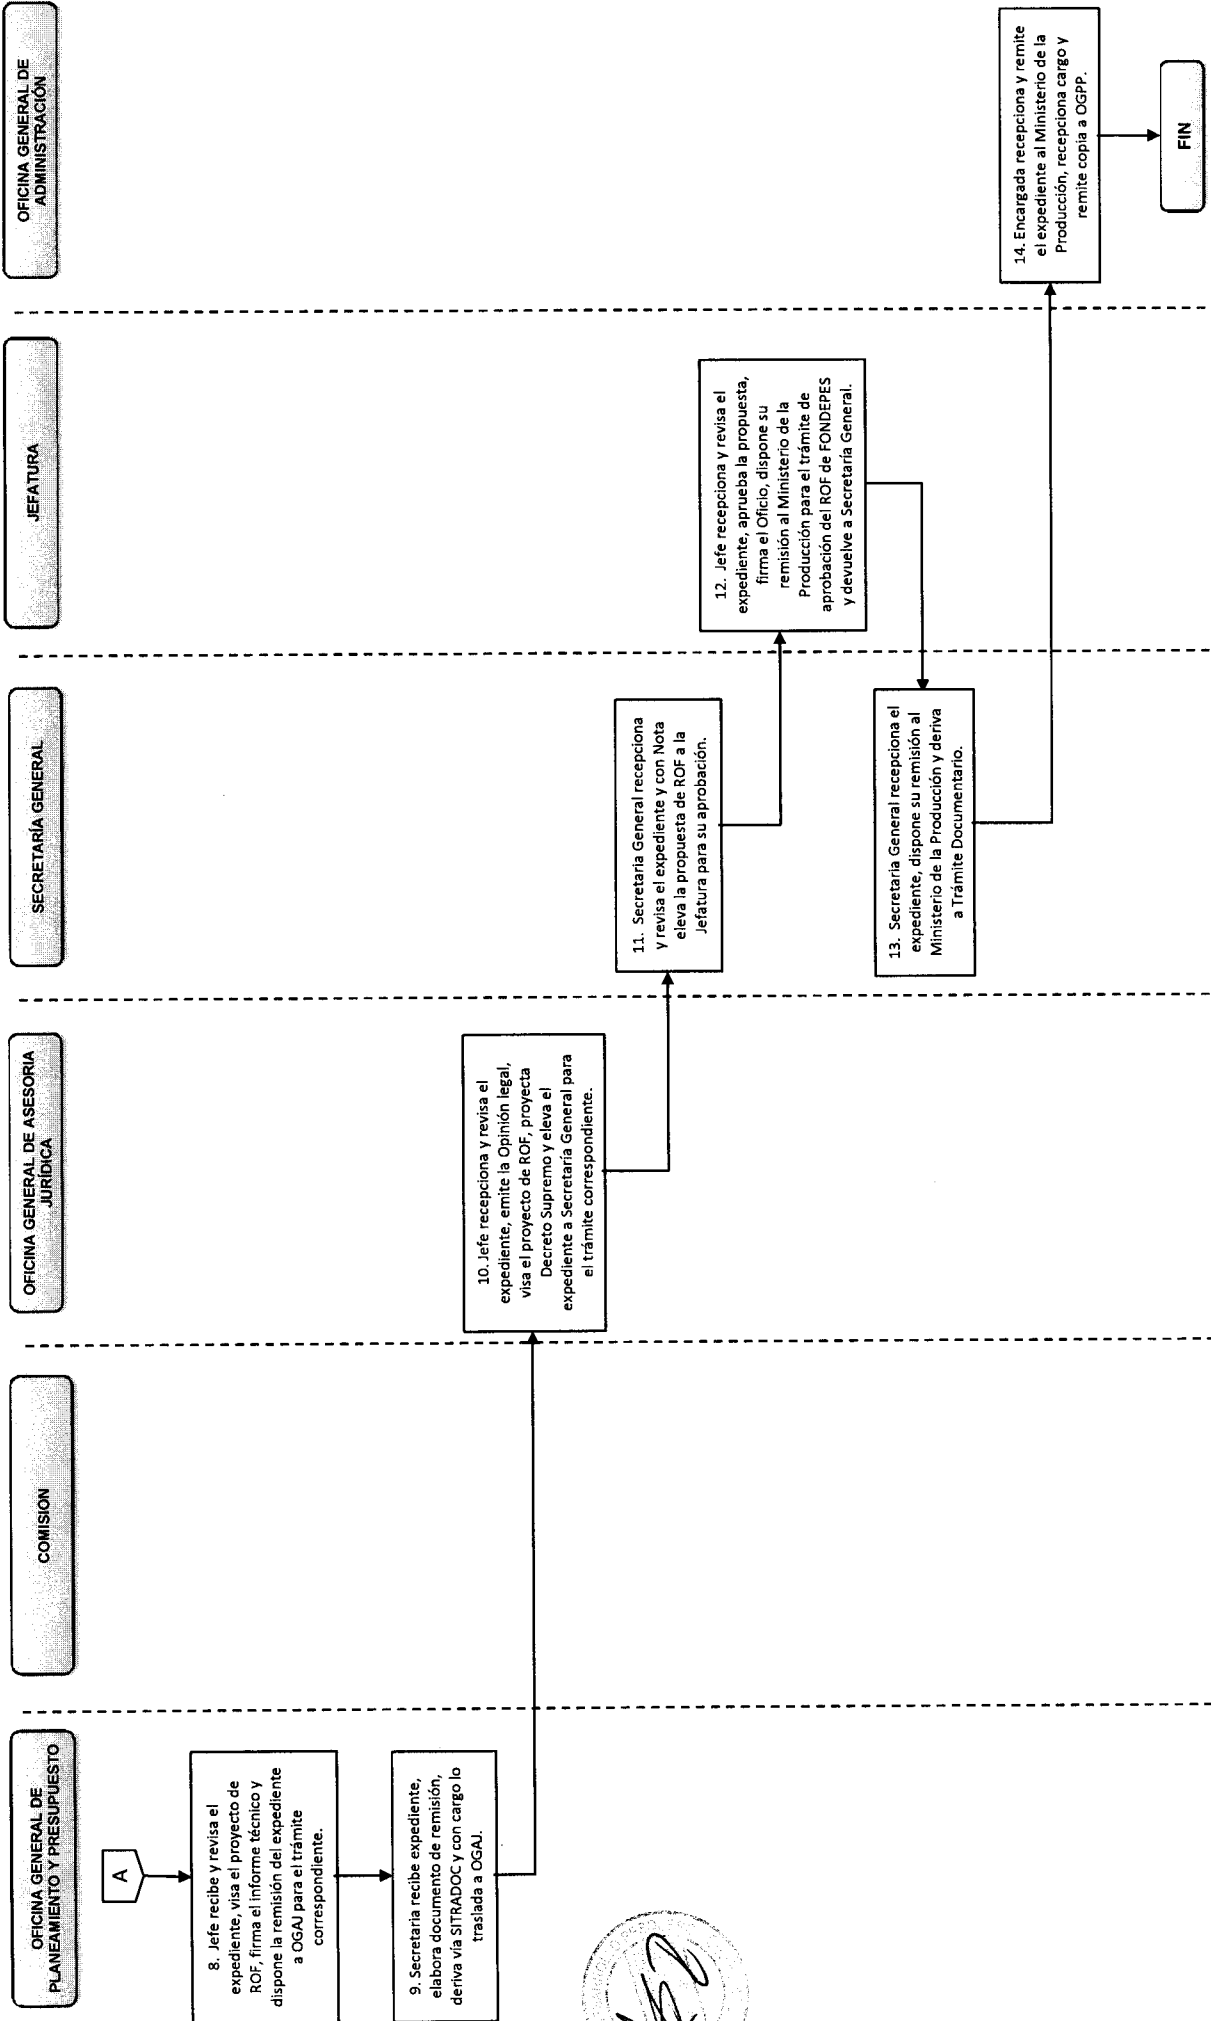 OFICINA GENERAL DE
PLANEAMIENTO Y PRESUPUESTO
COMISION
OFICINA GENERAL DE ASESORIA
JURÍDICA
SECRETARÍA GENERAL
JEFATURA
OFICINA GENERAL DE
ADMINISTRACIÓN
A
8. Jefe recibe y revisa el
expediente, visa el proyecto de
ROF, firma el informe técnico y
dispone la remisión del expediente
a OGAJ para el trámite
correspondiente.
9. Secretaria recibe expediente,
elabora documento de remisión,
deriva vía SITRADOC y con cargo lo
traslada a OGAJ.
10. Jefe recepciona y revisa el
expediente, emite la Opinión legal,
visa el proyecto de ROF, proyecta
Decreto Supremo y eleva el
expediente a Secretaría General para
el trámite correspondiente.
11. Secretaria General recepciona
y revisa el expediente y con Nota
eleva la propuesta de ROF a la
Jefatura para su aprobación.
12. Jefe recepciona y revisa el
expediente, aprueba la propuesta,
firma el Oficio, dispone su
remisión al Ministerio de la
Producción para el trámite de
aprobación del ROF de FONDEPES
y devuelve a Secretaría General.
13. Secretaria General recepciona el
expediente, dispone su remisión al
Ministerio de la Producción y deriva
a Trámite Documentario.
14. Encargada recepciona y remite
el expediente al Ministerio de la
Producción, recepciona cargo y
remite copia a OGPP.
FIN